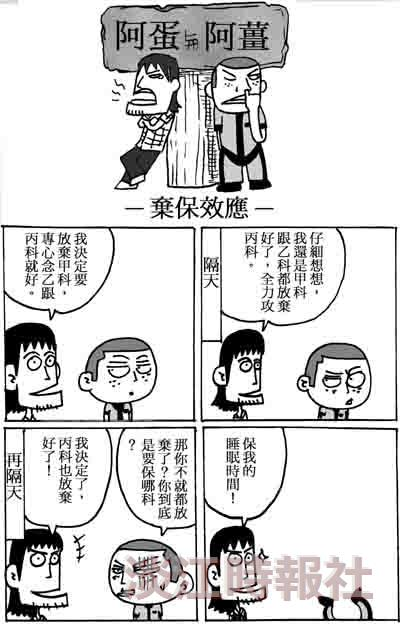 阿蛋與阿薑
－棄保效應－
我決定要
放棄甲科，
專心念乙跟
丙科就好。
隔天
仔細想想，
我還是甲科
跟乙科都放棄
好了，全力攻
丙科。
再隔天
我決定了，
丙科也放棄
好了！
那你不就都放
棄了？你到底
是要保哪科
？
保我的
睡眠時間！
淡江時報社